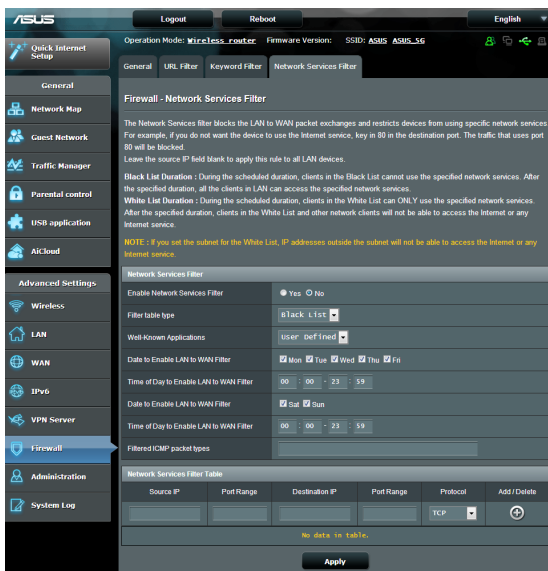 ASUS
Logout
Reboot
English
Operation Mode: Wireless router Firmware Version: SSID: ASUS ASUS_5G
Quick Internet
Setup
General
URL Filter
Keyword Filter
Network Services Filter
General
Network Map
Guest Network
Traffic Manager
Parental control
USB application
AiCloud
Advanced Settings
Wireless
LAN
WAN
IPv6
VPN Server
Firewall
Administration
System Log
Firewall - Network Services Filter
The Network Services filter blocks the LAN to WAN packet exchanges and restricts devices from using specific network services.
For example, if you do not want the device to use the Internet service, key in 80 in the destination port. The traffic that uses port
80 will be blocked.
Leave the source IP field blank to apply this rule to all LAN devices.
Black List Duration : During the scheduled duration, clients in the Black List cannot use the specified network services. After
the specified duration, all the clients in LAN can access the specified network services.
White List Duration : During the scheduled duration, clients in the White List can ONLY use the specified network services.
After the specified duration, clients in the White List and other network clients will not be able to access the Internet or any
Internet service.
NOTE : If you set the subnet for the White List, IP addresses outside the subnet will not be able to access the Internet or any
Internet service.
Network Services Filter
Enable Network Services Filter
Yes No
Filter table type
Black List
Well-Known Applications
User Defined
Date to Enable LAN to WAN Filter
Mon Tue Wed Thu Fri
Time of Day to Enable LAN to WAN Filter
00 : 00 - 23 : 59
Date to Enable LAN to WAN Filter
Sat Sun
Time of Day to Enable LAN to WAN Filter
00 : 00 - 23 : 59
Filtered ICMP packet types
Network Services Filter Table
Source IP
Port Range
Destination IP
Port Range
Protocol
Add / Delete
TCP
No data in table.
Apply